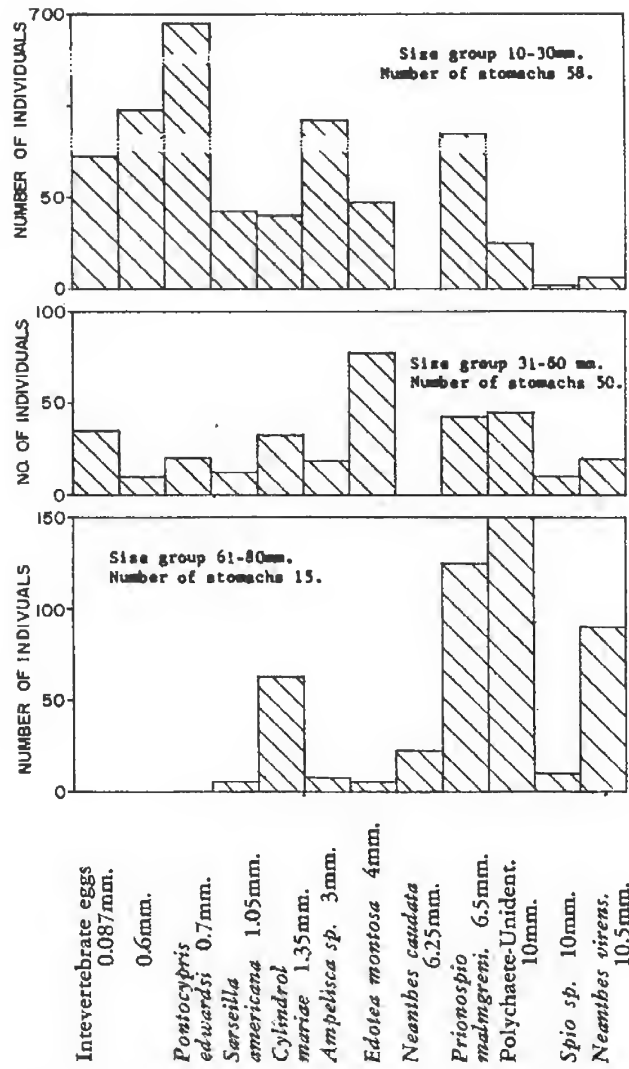 700
50
0
NUMBER OF INDIVIDUALS
Size group 10-30mm.
Number of stomachs 58.
100
50
0
NO. OF INDIVIDUALS
Size group 31-60 mm.
Number of stomachs 50.
150
100
50
0
NUMBER OF INDIVUALS
Size group 61-80mm.
Number of stomachs 15.
Intevertebrate eggs
0.087mm.
0.6mm.
Pontocypris
edwardsi 0.7mm.
Sarseilla
americana 1.05mm.
Cylindrol
mariae 1.35mm.
Ampelisca sp. 3mm.
Edotea montosa 4mm.
Neanthes caudata
6.25mm.
Prionospio
malmgreni. 6.5mm.
Polychaete-Unident.
10mm.
Spio sp. 10mm.
Neanthes virens.
10.5mm.